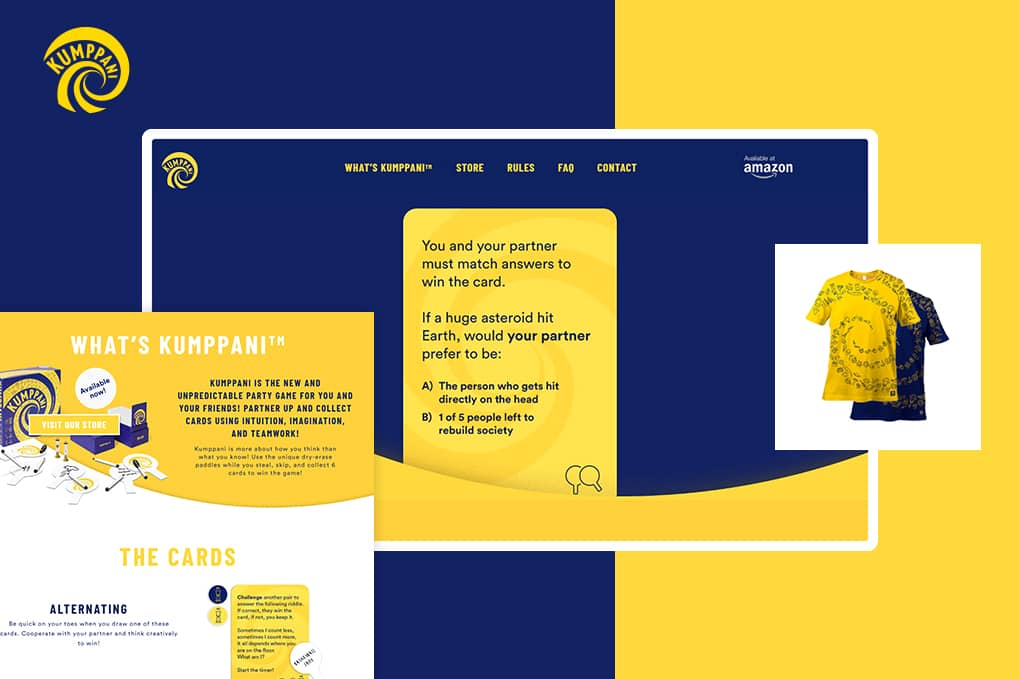 KUMPPANI
KUMPPANI
WHAT'S KUMPPANI™
STORE
RULES
FAQ
CONTACT
Available at
amazon
You and your partner
must match answers to
win the card.
If a huge asteroid hit
Earth, would your partner
prefer to be:
A) The person who gets hit
directly on the head
B) 1 of 5 people left to
rebuild society
WHAT'S KUMPPANI™
Available
now!
KUMPPANI
VISIT OUR STORE
KUMPPANI IS THE NEW AND
UNPREDICTABLE PARTY GAME FOR YOU AND
YOUR FRIENDS! PARTNER UP AND COLLECT
CARDS USING INTUITION, IMAGINATION,
AND TEAMWORK!
Kumppani is more about how you think than
what you know! Use the unique dry-erase
paddles while you steal, skip, and collect 6
cards to win the game!
THE CARDS
ALTERNATING
Be quick on your toes when you draw one of these
cards. Cooperate with your partner and think creatively
to win!
Challenge another pair to
answer the following riddle.
If correct, they win the
card, if not, you keep it.
Sometimes I count less,
sometimes I count more,
it all depends where you
are on the floor.
What am I?
Start the timer!